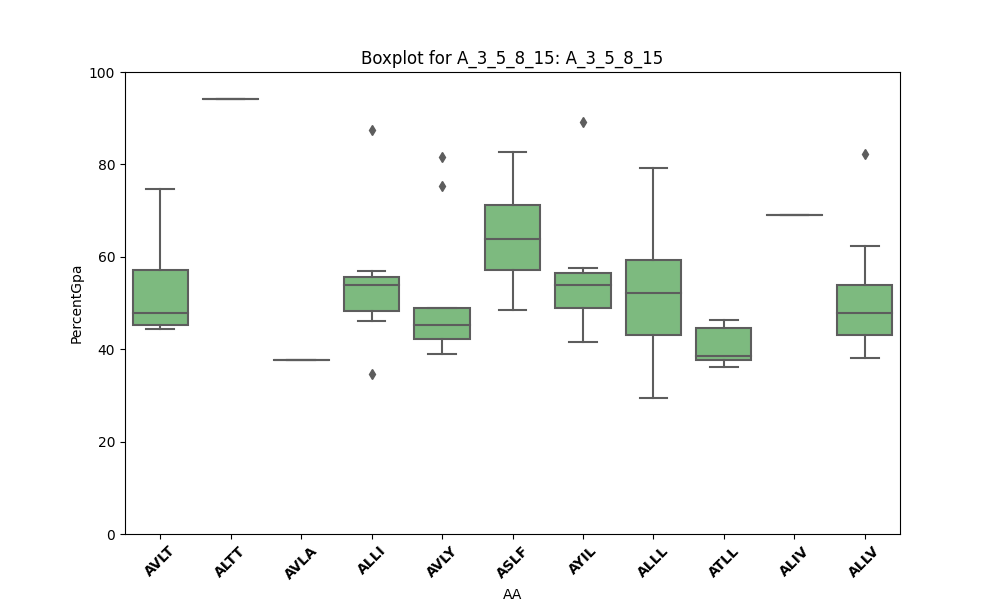 Boxplot for A_3_5_8_15: A_3_5_8_15
PercentGpa
100
80
60
40
20
0
AVLT ALTT AVLA ALLI AVLY ASLF AYIL ALLL ATLL ALIV ALLV
AA